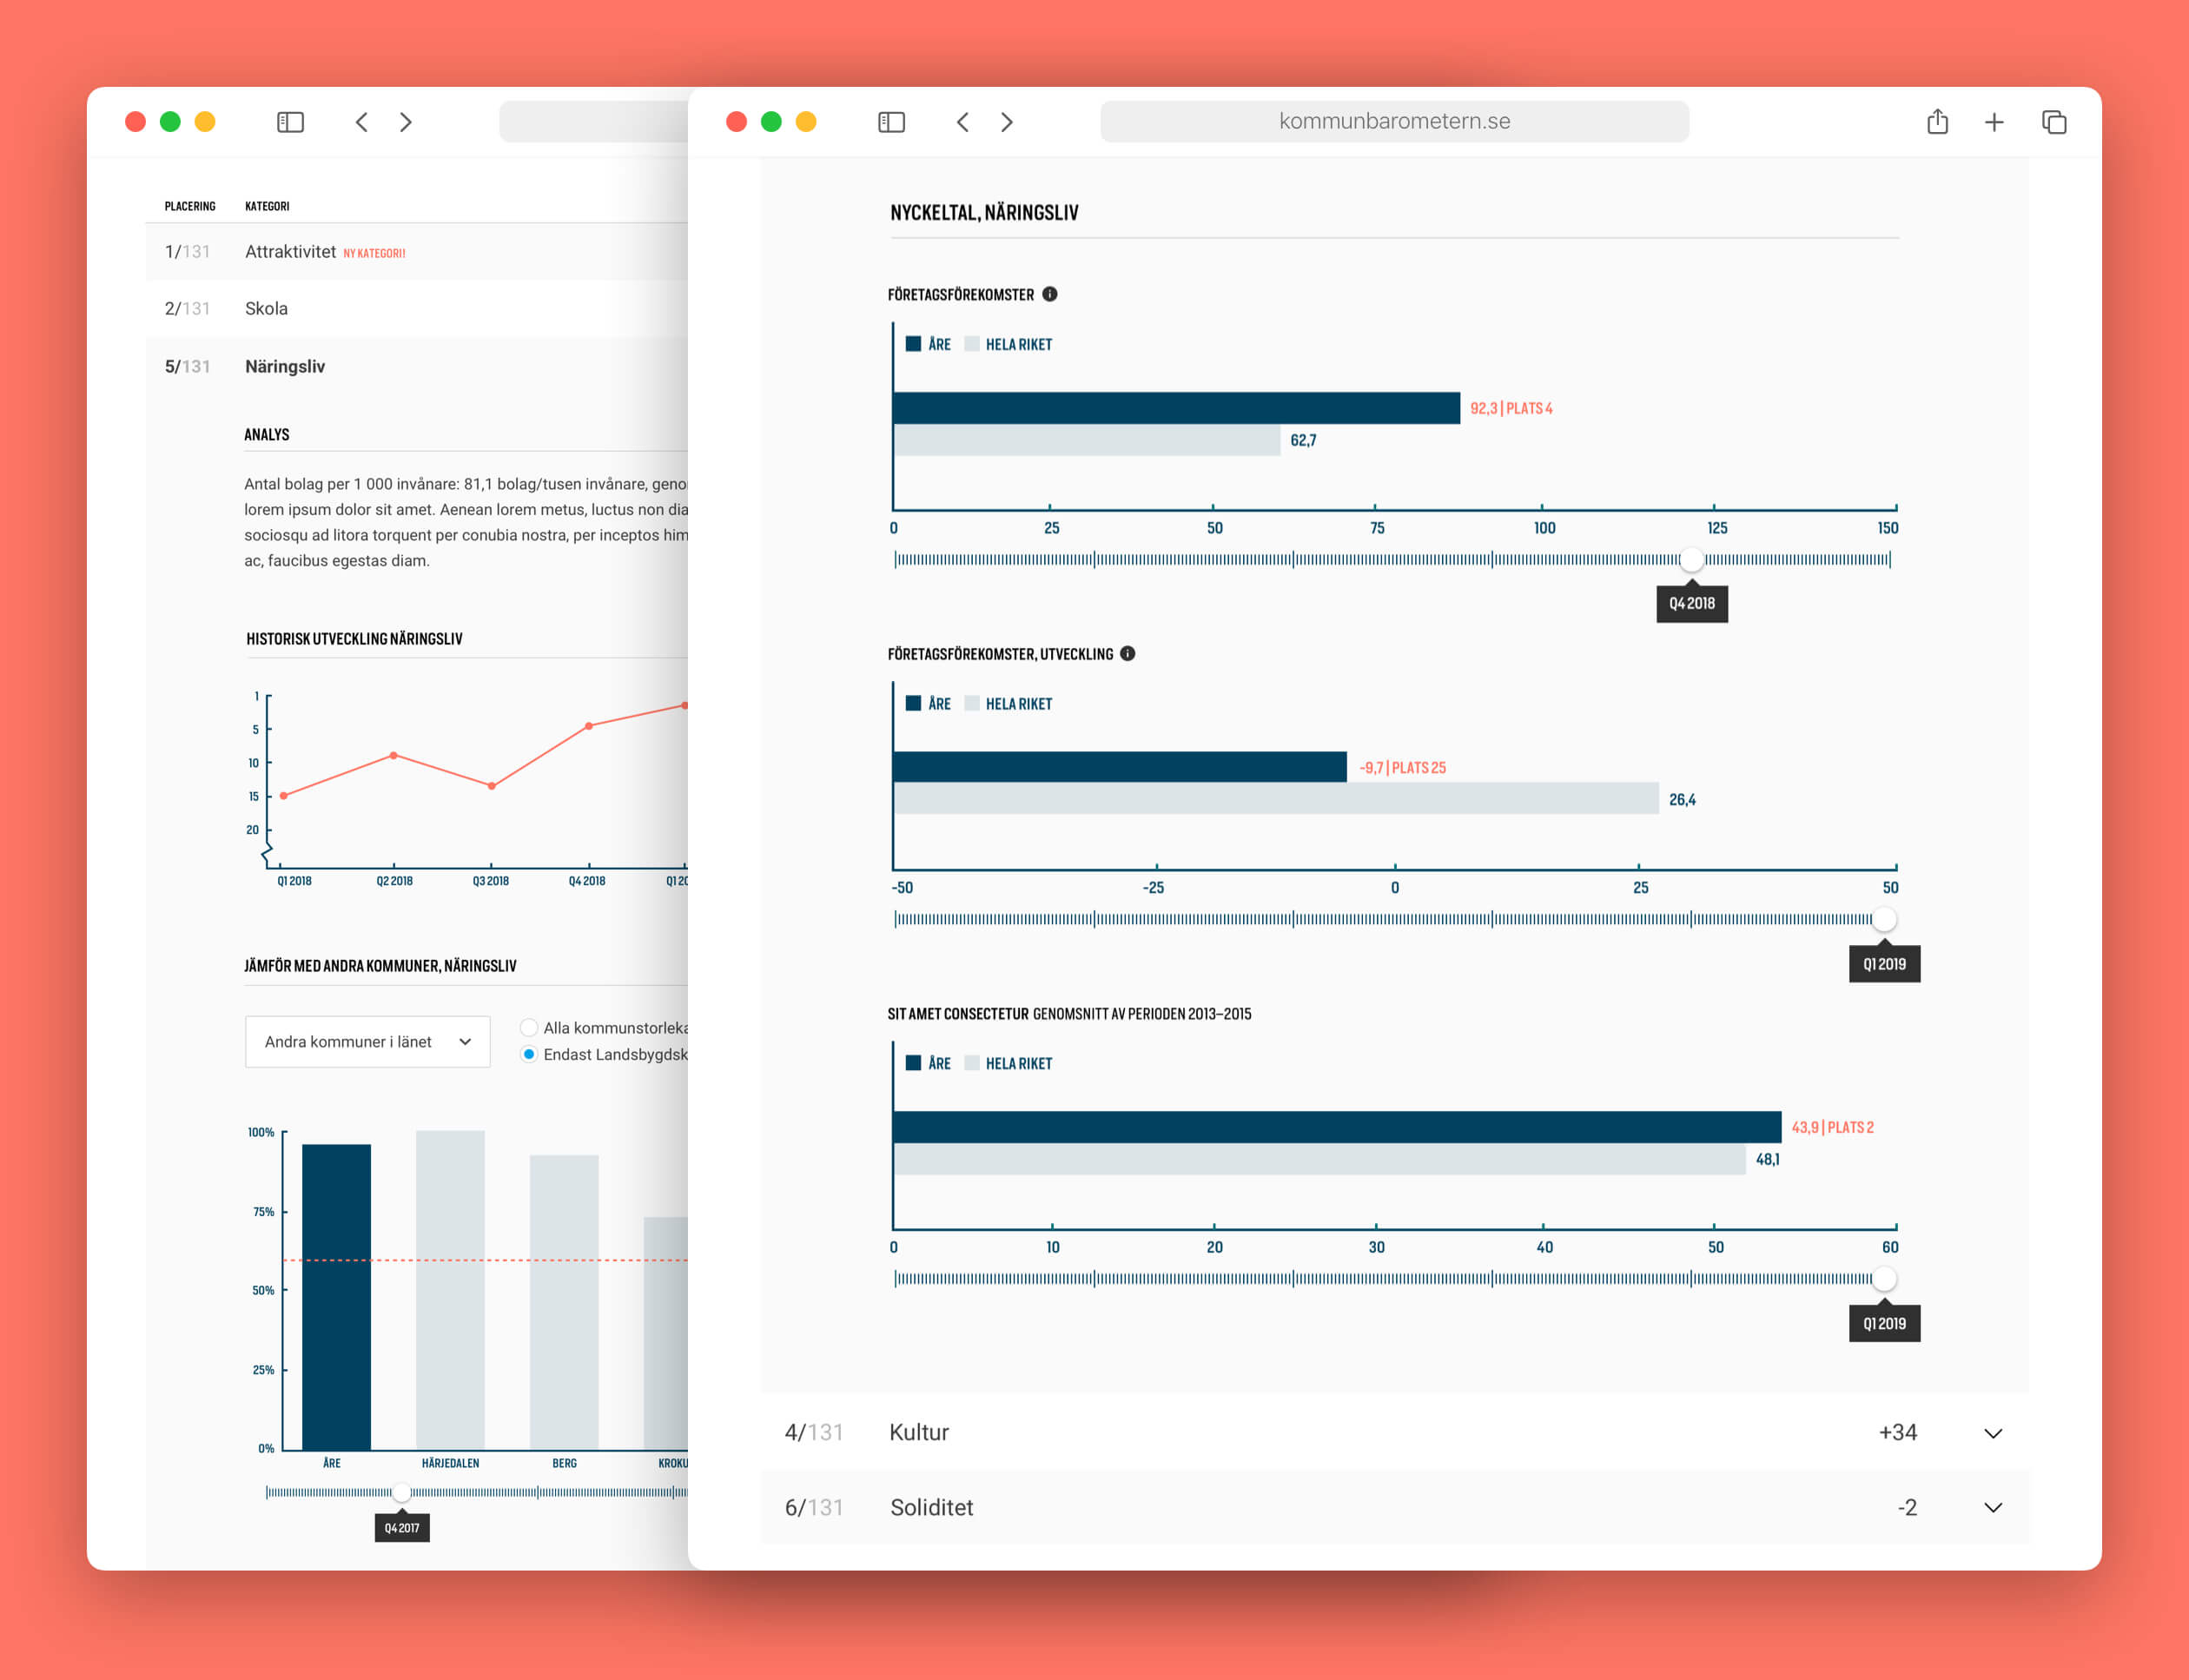 PLACERING KATEGORI
1/131 Attraktivitet NY KATEGORI!
2/131 Skola
5/131 Näringsliv
ANALYS
Antal bolag per 1 000 invånare: 81,1 bolag/tusen invånare,
lorem ipsum dolor sit amet. Aenean lorem metus, luctus non
sociosqu ad litora torquent per conubia nostra, per inceptos
ac, faucibus egestas diam.
HISTORISK UTVECKLING NÄRINGSLIV
1
5
10
15
20
Q1 2018 Q2 2018 Q3 2018 Q4 2018
JÄMFÖR MED ANDRA KOMMUNER, NÄRINGSLIV
Andra kommuner i länet
Alla
Endast
100%
75%
50%
25%
0%
ÅRE HÄRJEDALEN BERG
Q4 2017
kommunbarometern.se
NYCKELTAL, NÄRINGSLIV
FÖRETAGSFÖREKOMSTER i
ÅRE HELA RIKET
92,3 | PLATS 4
62,7
0 25 50 75 100 125 150
Q4 2018
FÖRETAGSFÖREKOMSTER, UTVECKLING i
ÅRE HELA RIKET
-9,7 | PLATS 25
26,4
-50 -25 0 25 50
Q1 2019
SIT AMET CONSECTETUR GENOMSNITT AV PERIODEN 2013–2015
ÅRE HELA RIKET
43,9 | PLATS 2
48,1
0 10 20 30 40 50 60
Q1 2019
4/131 Kultur +34
6/131 Soliditet -2